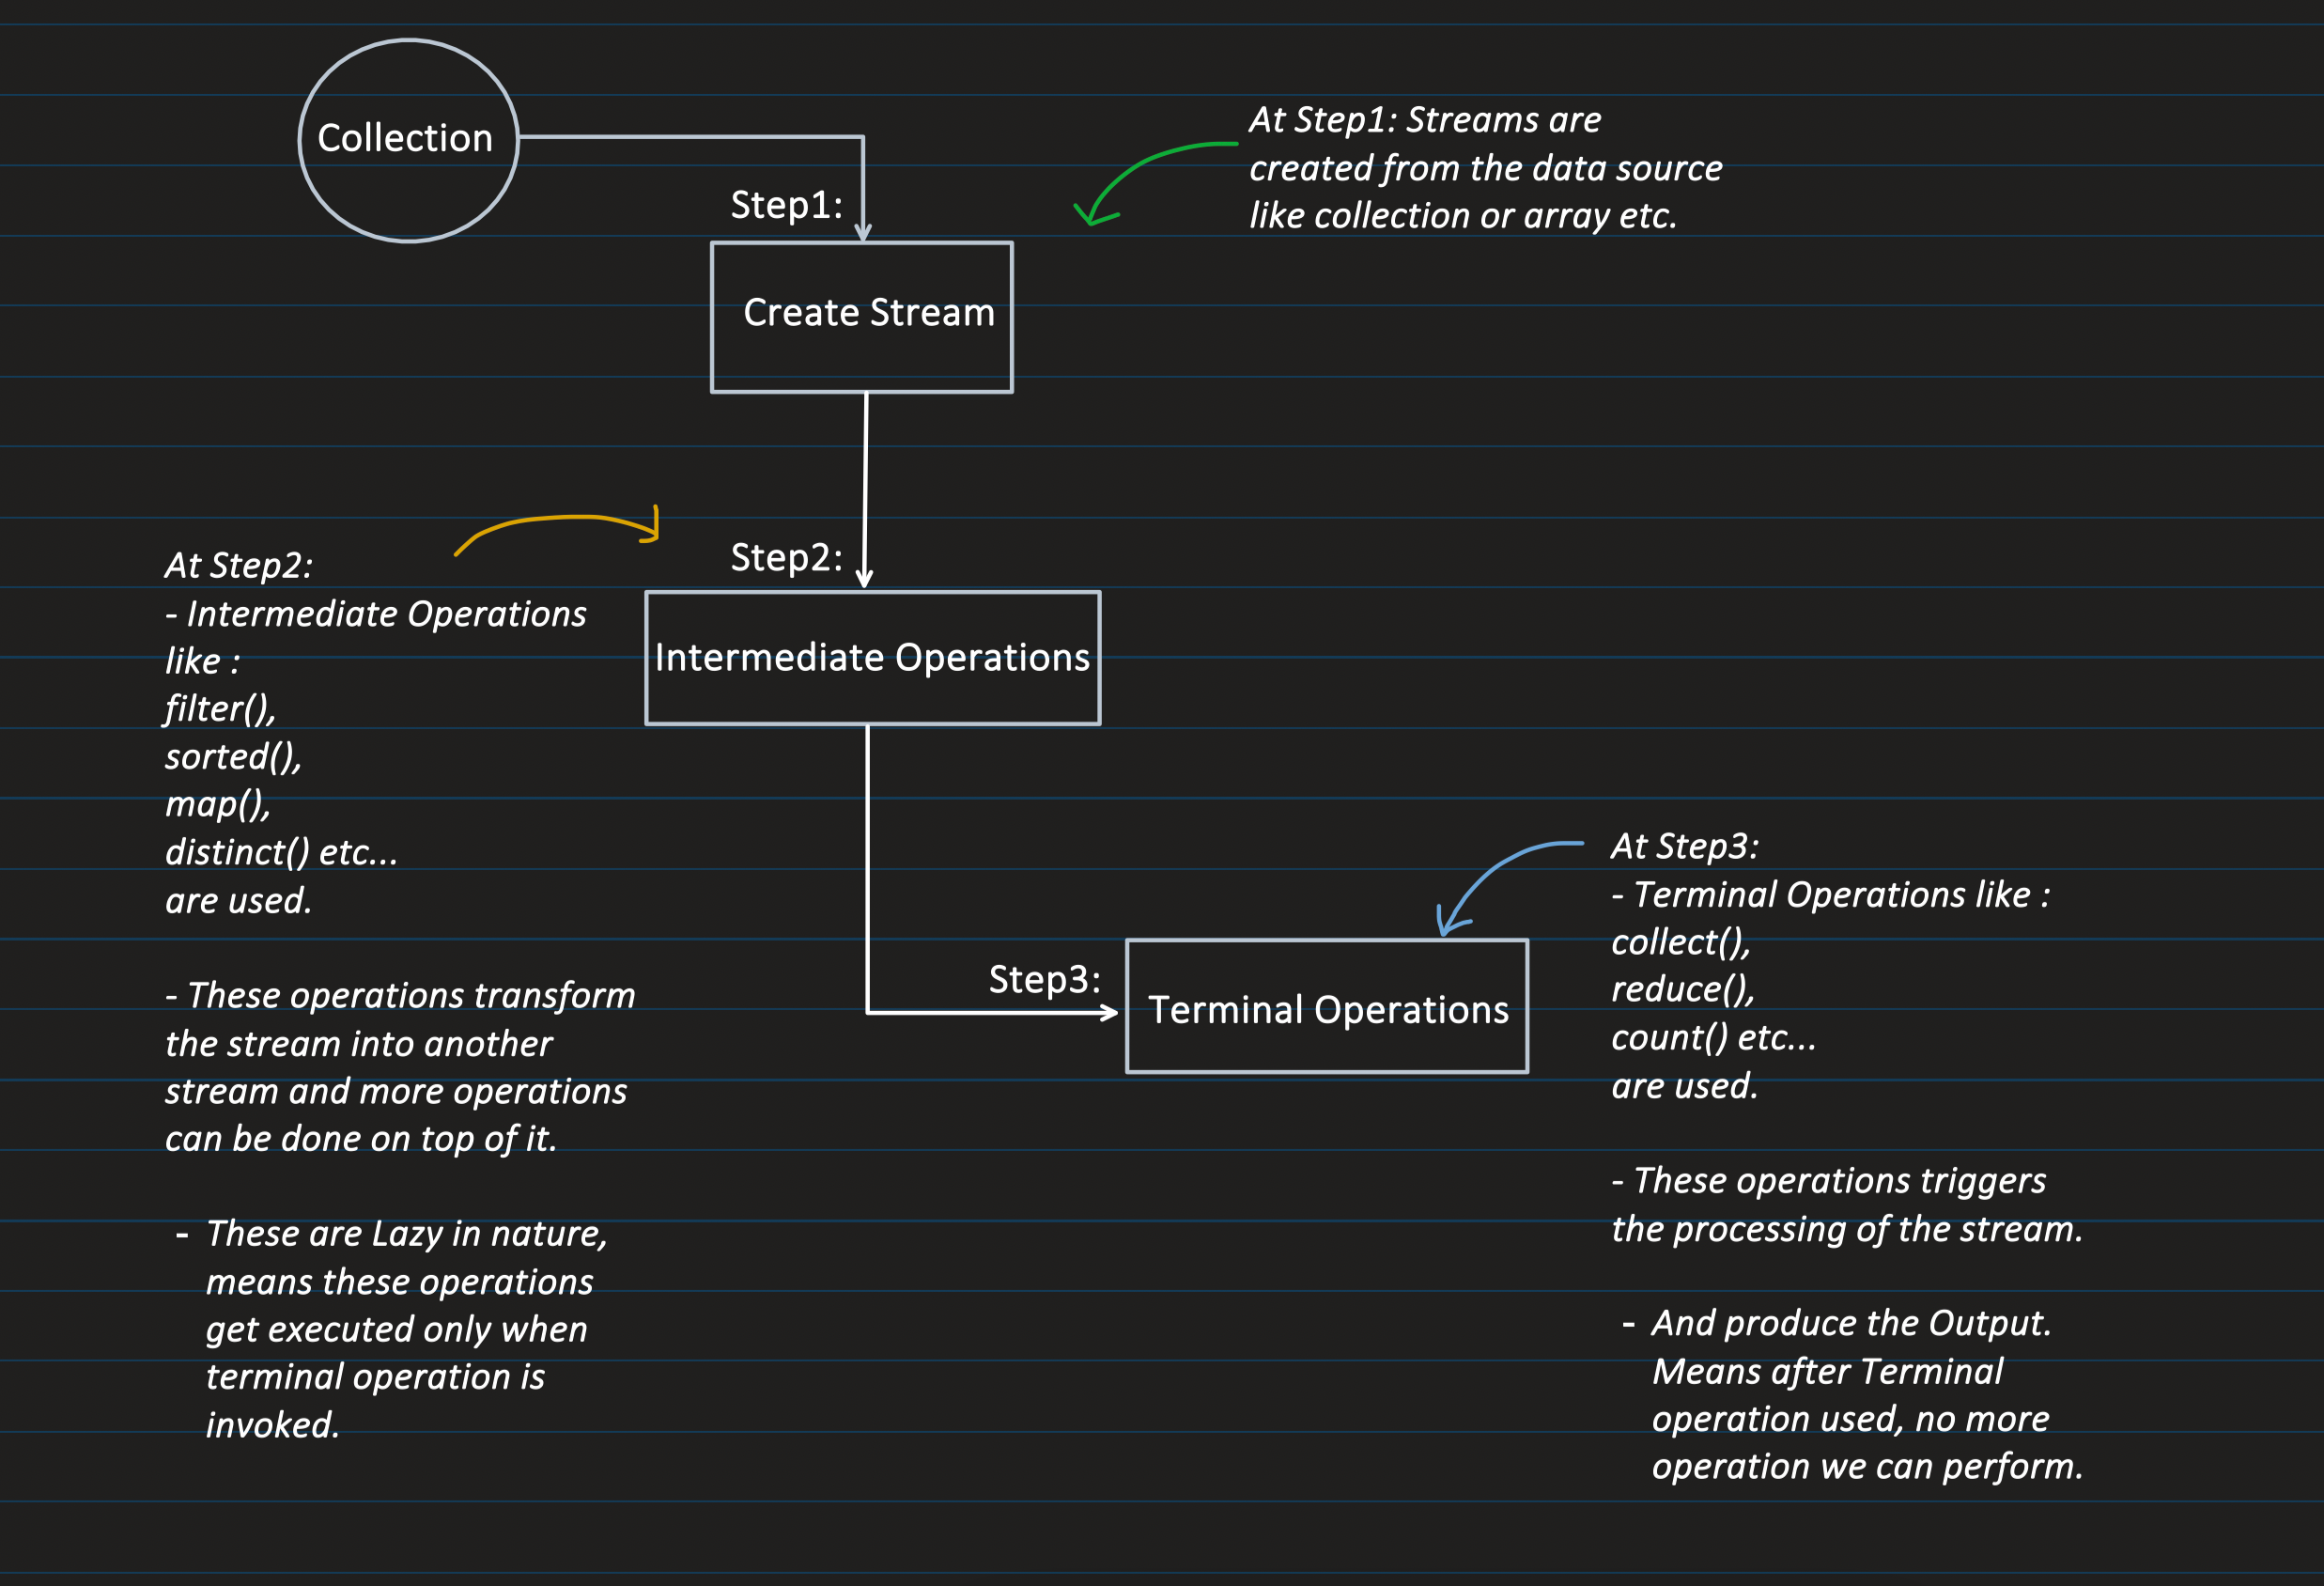 Collection
Step1:
At Step1: Streams are
created from the data source
like collection or array etc.
Create Stream
Step2:
At Step2:
- Intermediate Operations
like :
filter(),
sorted(),
map(),
distinct() etc...
are used.
- These operations transform
the stream into another
stream and more operations
can be done on top of it.
- These are Lazy in nature,
means these operations
get executed only when
terminal operation is
invoked.
Intermediate Operations
Step3:
Terminal Operations
At Step3:
- Terminal Operations like :
collect(),
reduce(),
count() etc...
are used.
- These operations triggers
the processing of the stream.
- And produce the Output.
Means after Terminal
operation used, no more
operation we can perform.